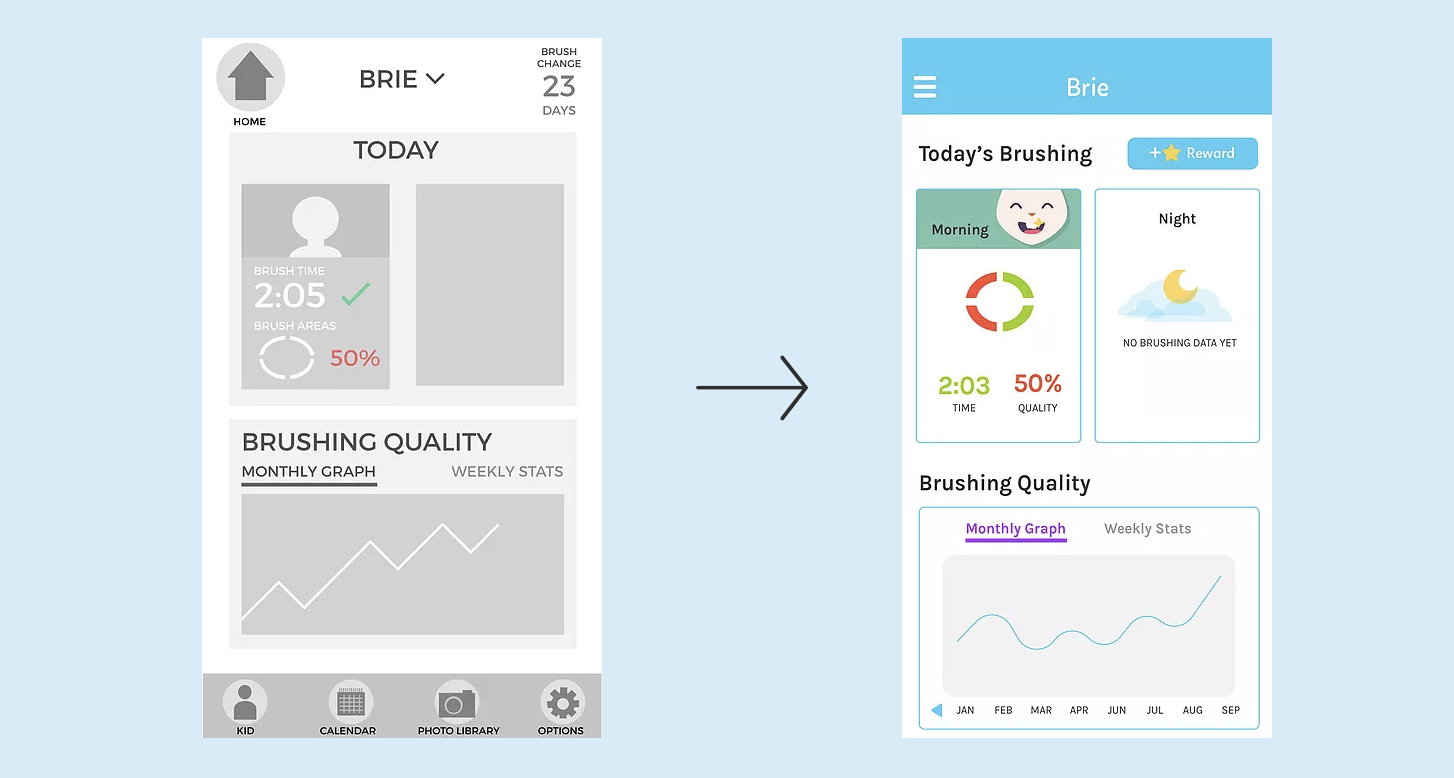 BRIE
BRUSH
CHANGE
23
DAYS
HOME
TODAY
BRUSH TIME
2:05
BRUSH AREAS
50%
BRUSHING QUALITY
MONTHLY GRAPH
WEEKLY STATS
KID
CALENDAR
PHOTO LIBRARY
OPTIONS
Brie
Today's Brushing
+ Reward
Morning
2:03
TIME
50%
QUALITY
Night
NO BRUSHING DATA YET
Brushing Quality
Monthly Graph
Weekly Stats
JAN FEB MAR APR JUN JUL AUG SEP